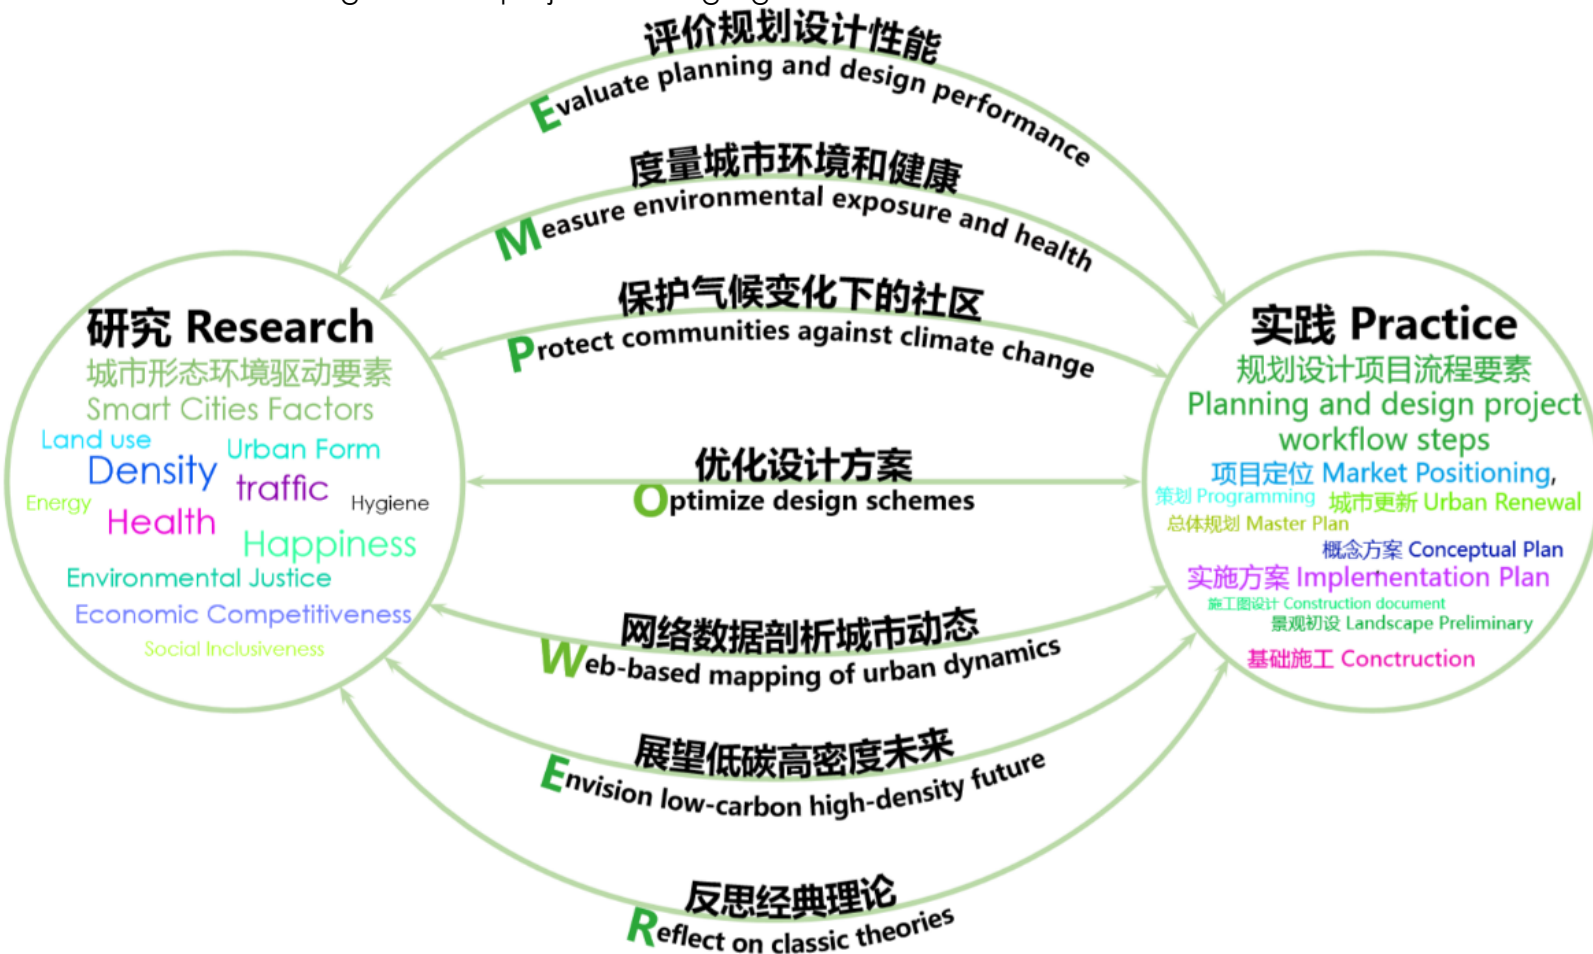 评价规划设计性能
Evaluate planning and design performance
度量城市环境和健康
Measure environmental exposure and health
保护气候变化下的社区
Protect communities against climate change
优化设计方案
Optimize design schemes
网络数据剖析城市动态
Web-based mapping of urban dynamics
展望低碳高密度未来
Envision low-carbon high-density future
反思经典理论
Reflect on classic theories
研究 Research
城市形态环境驱动要素
Smart Cities Factors
Land use
Urban Form
Density
traffic
Energy
Hygiene
Health
Happiness
Environmental Justice
Economic Competitiveness
Social Inclusiveness
实践 Practice
规划设计项目流程要素
Planning and design project
workflow steps
项目定位 Market Positioning,
策划 Programming
城市更新 Urban Renewal
总体规划 Master Plan
概念方案 Conceptual Plan
实施方案 Implementation Plan
施工图设计 Construction document
景观初设 Landscape Preliminary
基础施工 Conctruction